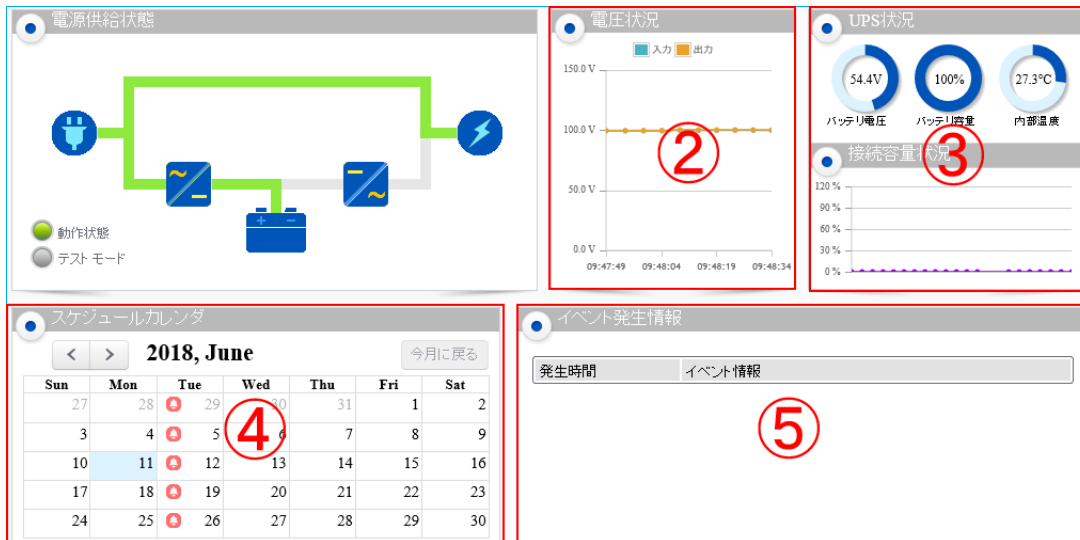 電源供給状態
動作状態
テスト モード
電圧状況
入力 出力
150.0 V
100.0 V
50.0 V
0.0 V
09:47:49 09:48:04 09:48:19 09:48:34
②
UPS状況
54.4V 100% 27.3°C
バッテリ電圧 バッテリ容量 内部温度
接続容量状況
③
120 %
90 %
60 %
30 %
0 %
スケジュールカレンダ
< > 2018, June 今月に戻る
Sun Mon Tue Wed Thu Fri Sat
27 28 29 30 31 1 2
3 4 5 6 7 8 9
10 11 12 13 14 15 16
17 18 19 20 21 22 23
24 25 26 27 28 29 30
④
イベント発生情報
発生時間 イベント情報
⑤